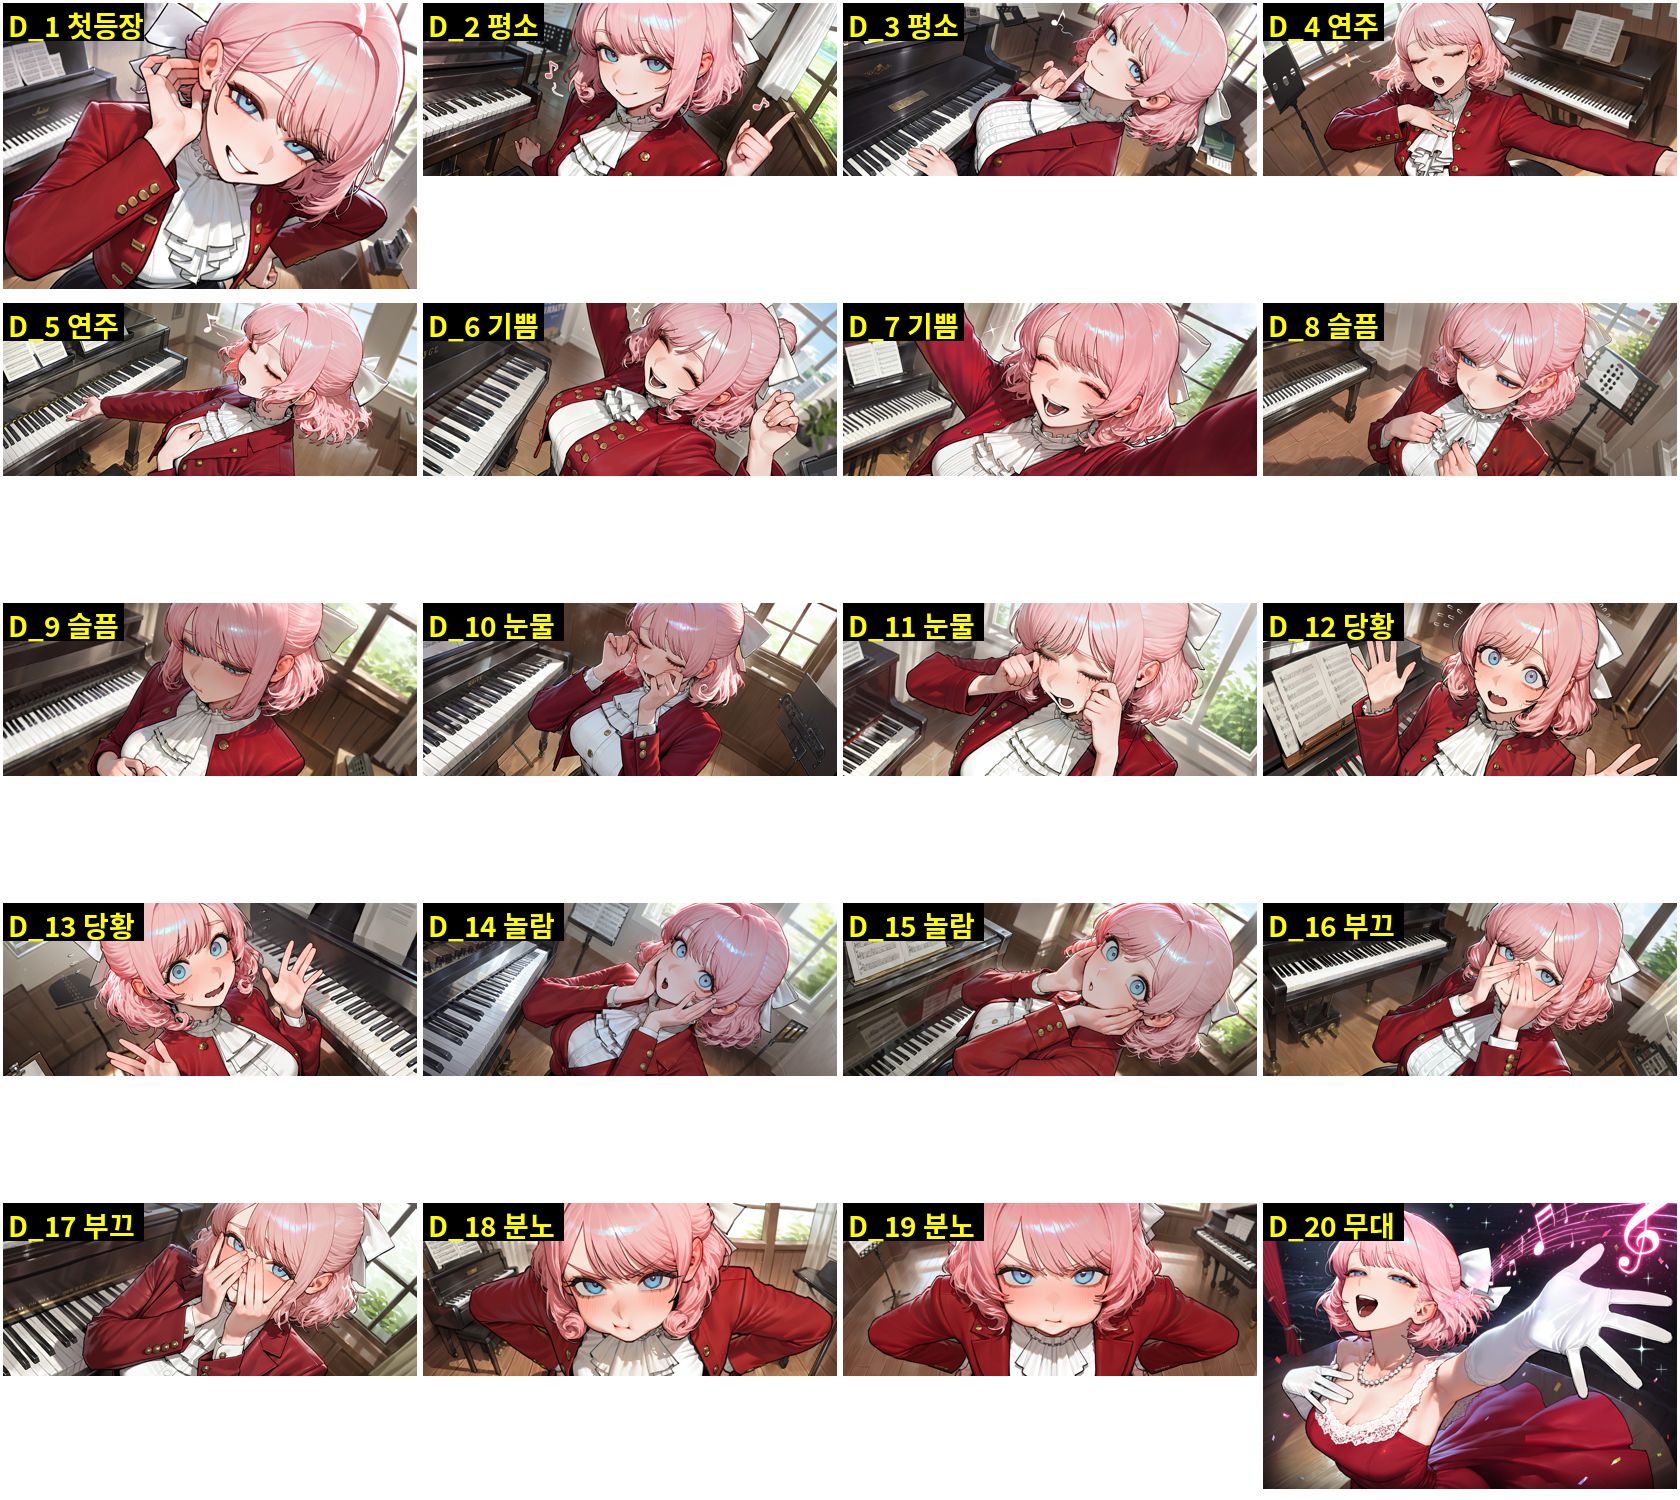 D_1 첫등장
D_2 평소
D_3 평소
D_4 연주
D_5 연주
D_6 기쁨
D_7 기쁨
D_8 슬픔
D_9 슬픔
D_10 눈물
D_11 눈물
D_12 당황
D_13 당황
D_14 놀람
D_15 놀람
D_16 부끄
D_17 부끄
D_18 분노
D_19 분노
D_20 무대